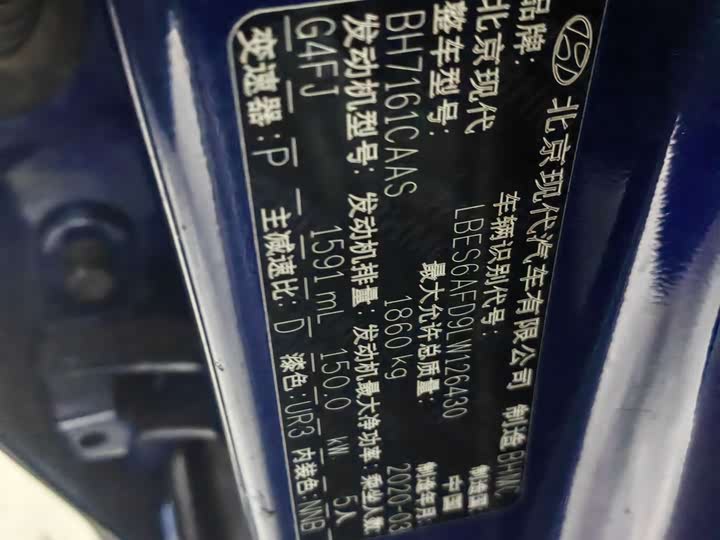 北京现代汽车有限公司 制造 BHMC
品牌: 车辆识别代号: 制造国:
北京现代 LBES6AFD9LW126430 中国
整车型号: 最大允许总质量: 制造年月:
BH7161CAAS 1860 kg 2020-03
发动机型号: 发动机排量: 发动机最大净功率: 乘坐人数:
G4FJ 1591 mL 150.0 kW 5人
变速器: P 主减速比: D 漆色: UR3 内装色: NNB